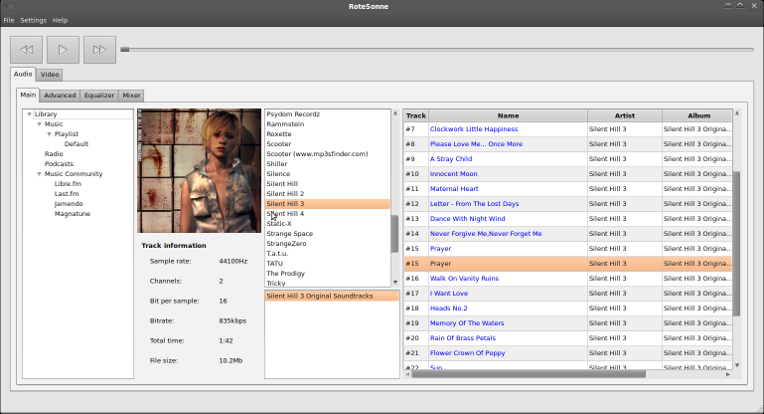 RoteSonne
File Settings Help
Audio Video
Main Advanced Equalizer Mixer
Library
Music
Playlist
Default
Radio
Podcasts
Music Community
Libre.fm
Last.fm
Jamendo
Magnatune
Track information
Sample rate: 44100Hz
Channels: 2
Bit per sample: 16
Bitrate: 835kbps
Total time: 1:42
File size: 10.2Mb
Psydom Recordz
Rammstein
Roxette
Scooter
Scooter (www.mp3sfinder.com)
Shiller
Silence
Silent Hill
Silent Hill 2
Silent Hill 3
Silent Hill 4
Static-X
Strange Space
StrangeZero
T.a.t.u.
TATU
The Prodigy
Tricky
Silent Hill 3 Original Soundtracks
Track Name Artist Album
#7 Clockwork Little Happiness Silent Hill 3 Silent Hill 3 Origina...
#8 Please Love Me... Once More Silent Hill 3 Silent Hill 3 Origina...
#9 A Stray Child Silent Hill 3 Silent Hill 3 Origina...
#10 Innocent Moon Silent Hill 3 Silent Hill 3 Origina...
#11 Maternal Heart Silent Hill 3 Silent Hill 3 Origina...
#12 Letter - From The Lost Days Silent Hill 3 Silent Hill 3 Origina...
#13 Dance With Night Wind Silent Hill 3 Silent Hill 3 Origina...
#14 Never Forgive Me,Never Forget Me Silent Hill 3 Silent Hill 3 Origina...
#15 Prayer Silent Hill 3 Silent Hill 3 Origina...
#15 Prayer Silent Hill 3 Silent Hill 3 Origina...
#16 Walk On Vanity Ruins Silent Hill 3 Silent Hill 3 Origina...
#17 I Want Love Silent Hill 3 Silent Hill 3 Origina...
#18 Heads No.2 Silent Hill 3 Silent Hill 3 Origina...
#19 Memory Of The Waters Silent Hill 3 Silent Hill 3 Origina...
#20 Rain Of Brass Petals Silent Hill 3 Silent Hill 3 Origina...
#21 Flower Crown Of Poppy Silent Hill 3 Silent Hill 3 Origina...
#22 Sun Silent Hill 3 Silent Hill 3 Origina...